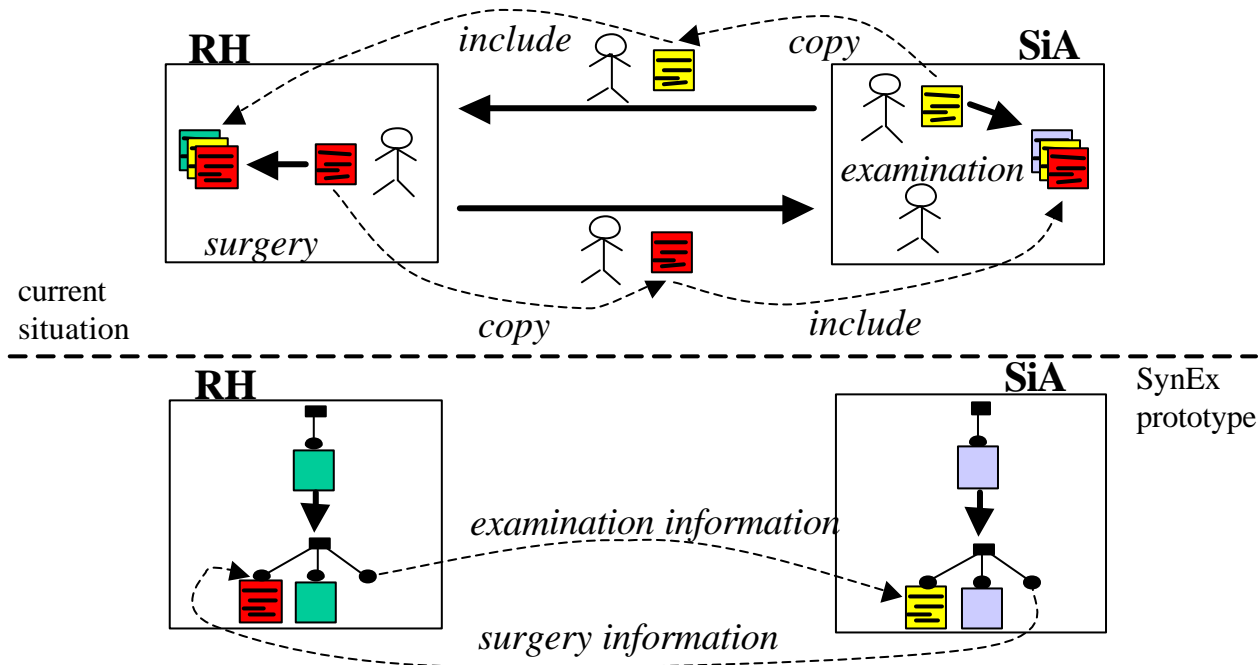 include
copy
RH
SiA
examination
surgery
current
situation
copy
include
RH
SiA
SynEx
prototype
examination information
surgery information